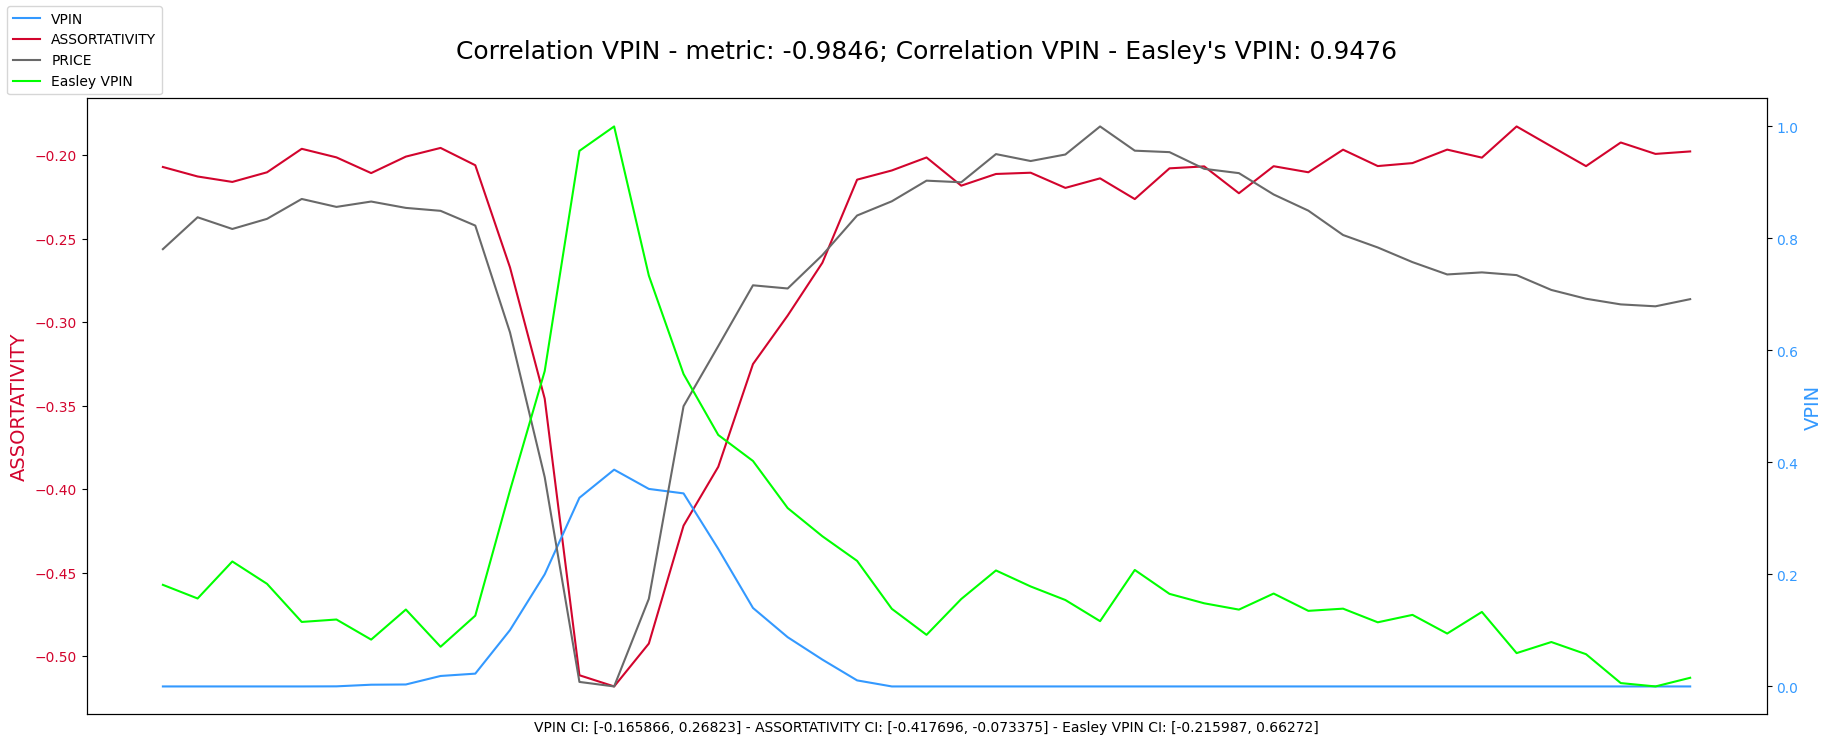 VPIN
ASSORTATIVITY
PRICE
Easley VPIN
Correlation VPIN - metric: -0.9846; Correlation VPIN - Easley's VPIN: 0.9476
ASSORTATIVITY
−0.20
−0.25
−0.30
−0.35
−0.40
−0.45
−0.50
1.0
0.8
0.6
0.4
0.2
0.0
VPIN
VPIN CI: [-0.165866, 0.26823] - ASSORTATIVITY CI: [-0.417696, -0.073375] - Easley VPIN CI: [-0.215987, 0.66272]